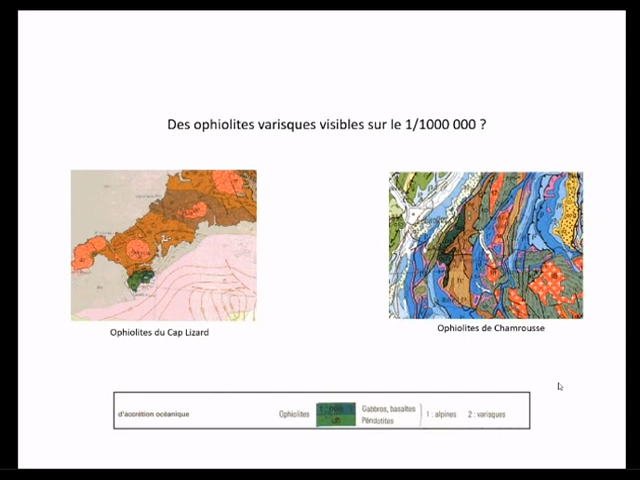 Des ophiolites varisques visibles sur le 1/1000 000 ?
Ophiolites du Cap Lizard
Ophiolites de Chamrousse
d'accrétion océanique
Ophiolites
Gabbros, basaltes
Péridotites
1 : alpines
2 : varisques